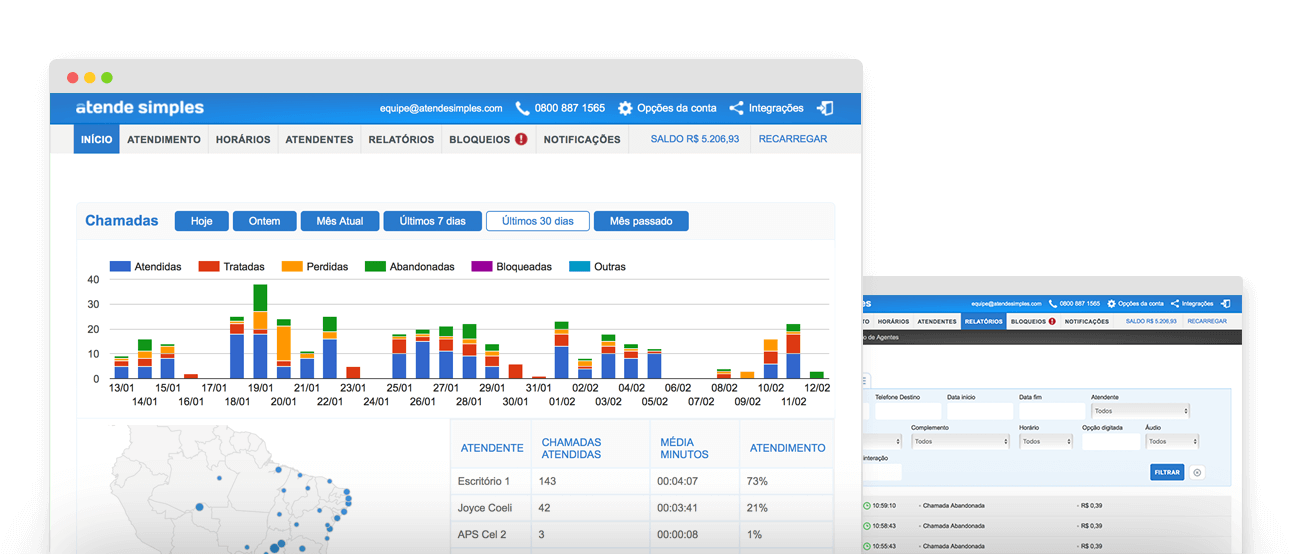 atende simples
equipe@atendesimples.com 0800 887 1565 Opções da conta Integrações
INÍCIO ATENDIMENTO HORÁRIOS ATENDENTES RELATÓRIOS BLOQUEIOS ! NOTIFICAÇÕES SALDO R$ 5.206,93 RECARREGAR
Chamadas Hoje Ontem Mês Atual Últimos 7 dias Últimos 30 dias Mês passado
Atendidas Tratadas Perdidas Abandonadas Bloqueadas Outras
40
30
20
10
0
13/01 15/01 17/01 19/01 21/01 23/01 25/01 27/01 29/01 31/01 02/02 04/02 06/02 08/02 10/02 12/02
14/01 16/01 18/01 20/01 22/01 24/01 26/01 28/01 30/01 01/02 03/02 05/02 07/02 09/02 11/02
ATENDENTE CHAMADAS ATENDIDAS MÉDIA MINUTOS ATENDIMENTO
Escritório 1 143 00:04:07 73%
Joyce Coeli 42 00:03:41 21%
APS Cel 2 3 00:00:08 1%
es equipe@atendesimples.com 0800 887 1565 Opções da conta Integrações
TO HORÁRIOS ATENDENTES RELATÓRIOS BLOQUEIOS ! NOTIFICAÇÕES SALDO R$ 5.206,93 RECARREGAR
o de Agentes
Telefone Destino Data inicio Data fim Atendente
Todos
Complemento Horário Opção digitada Áudio
Todos Todos Todos
interação
FILTRAR
10:59:10 - Chamada Abandonada - R$ 0,39
10:58:43 - Chamada Abandonada - R$ 0,39
10:55:43 - Chamada Abandonada - R$ 0,39